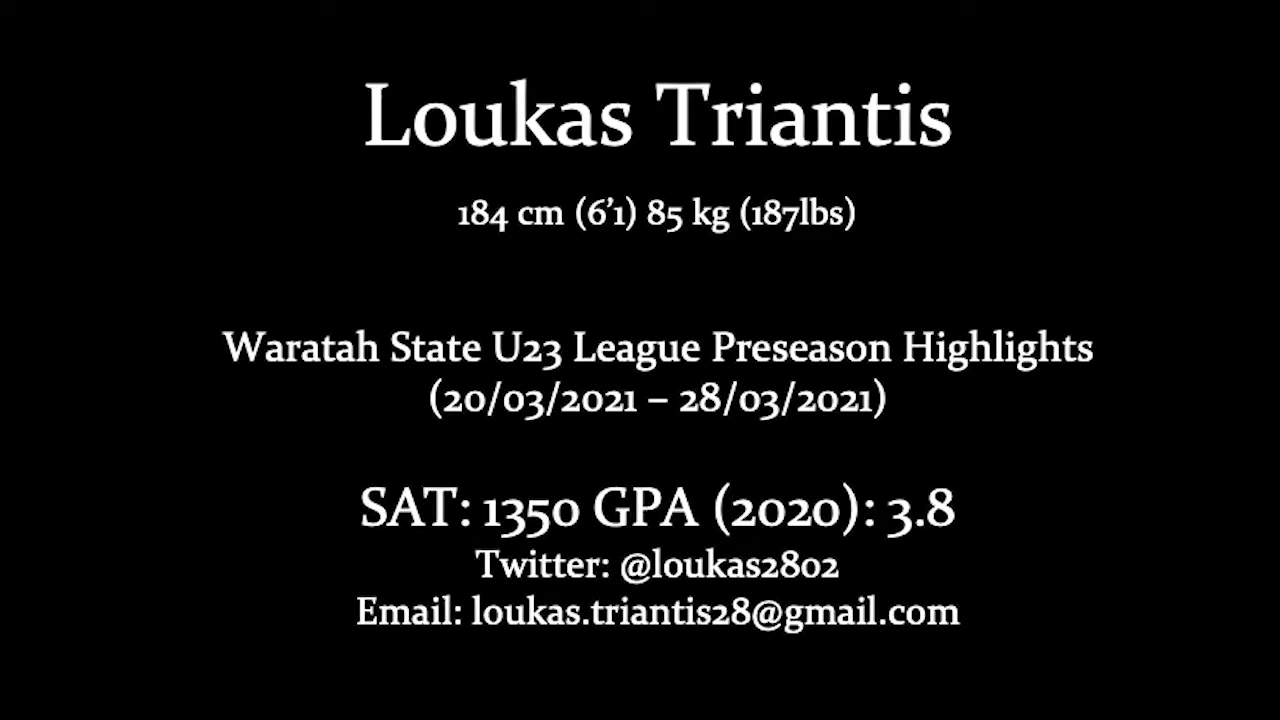 Loukas Triantis
184 cm (6’1) 85 kg (187lbs)
Waratah State U23 League Preseason Highlights
(20/03/2021 – 28/03/2021)
SAT: 1350 GPA (2020): 3.8
Twitter: @loukas2802
Email: loukas.triantis28@gmail.com